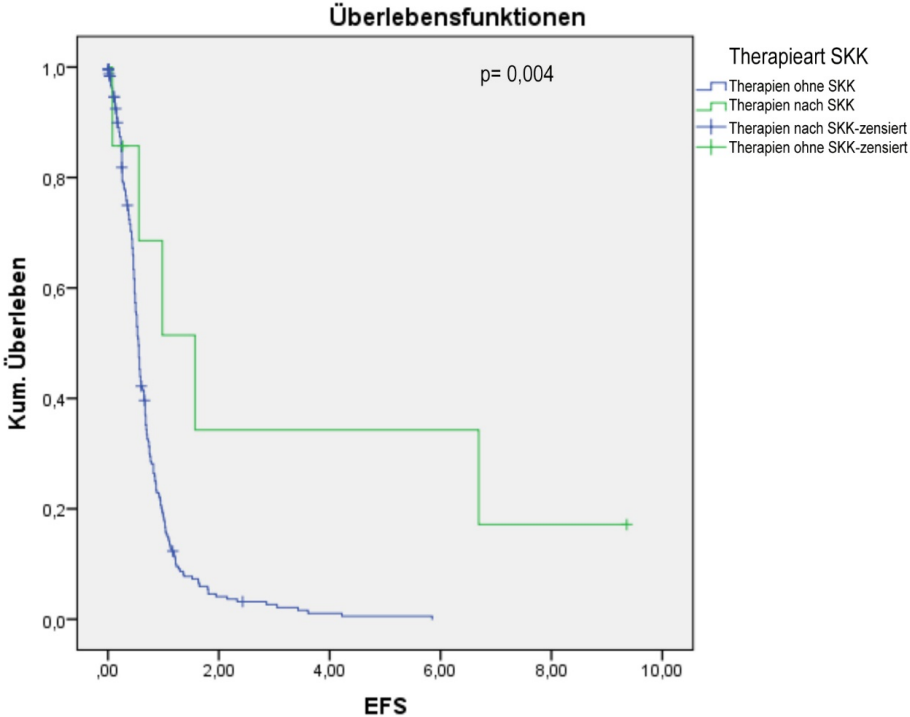 Überlebensfunktionen
p= 0,004
Therapieart SKK
Therapien ohne SKK
Therapien nach SKK
Therapien nach SKK-zensiert
Therapien ohne SKK-zensiert
Kum. Überleben
1,0
0,8
0,6
0,4
0,2
0,0
,00 2,00 4,00 6,00 8,00 10,00
EFS